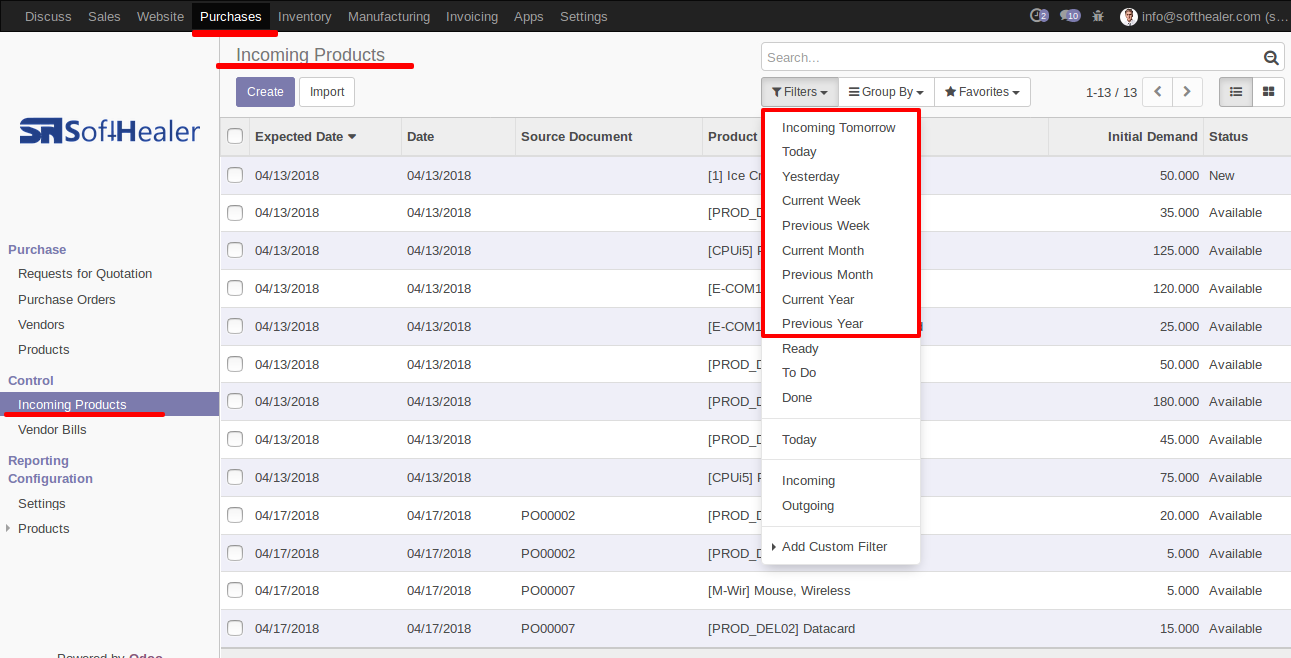 Discuss Sales Website Purchases Inventory Manufacturing Invoicing Apps Settings 2 10 info@softhealer.com (s...
Incoming Products
Search...
Create Import Filters Group By Favorites 1-13 / 13
SoftHealer
Purchase
Requests for Quotation
Purchase Orders
Vendors
Products
Control
Incoming Products
Vendor Bills
Reporting
Configuration
Settings
Products
Powered by Odoo
Expected Date Date Source Document Product Initial Demand Status
04/13/2018 04/13/2018 [1] Ice 50.000 New
04/13/2018 04/13/2018 [PROD_ 35.000 Available
04/13/2018 04/13/2018 [CPUi5] 125.000 Available
04/13/2018 04/13/2018 [E-COM1 120.000 Available
04/13/2018 04/13/2018 [E-COM1 25.000 Available
04/13/2018 04/13/2018 [PROD_ 50.000 Available
04/13/2018 04/13/2018 [PROD_ 180.000 Available
04/13/2018 04/13/2018 [PROD_ 45.000 Available
04/13/2018 04/13/2018 [CPUi5] 75.000 Available
04/17/2018 04/17/2018 PO00002 [PROD_ 20.000 Available
04/17/2018 04/17/2018 PO00002 [PROD_ 5.000 Available
04/17/2018 04/17/2018 PO00007 [M-Wir] Mouse, Wireless 5.000 Available
04/17/2018 04/17/2018 PO00007 [PROD_DEL02] Datacard 15.000 Available
Incoming Tomorrow
Today
Yesterday
Current Week
Previous Week
Current Month
Previous Month
Current Year
Previous Year
Ready
To Do
Done
Today
Incoming
Outgoing
Add Custom Filter